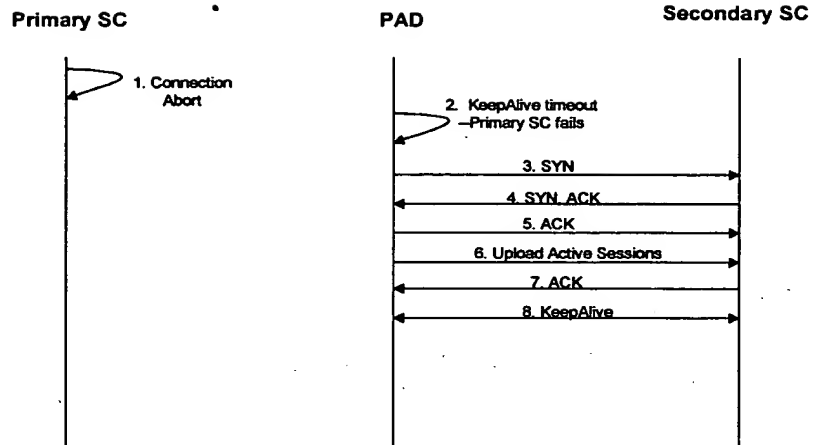 Primary SC
PAD
Secondary SC
1. Connection
Abort
2. KeepAlive timeout
–Primary SC fails
3. SYN
4. SYN, ACK
5. ACK
6. Upload Active Sessions
7. ACK
8. KeepAlive